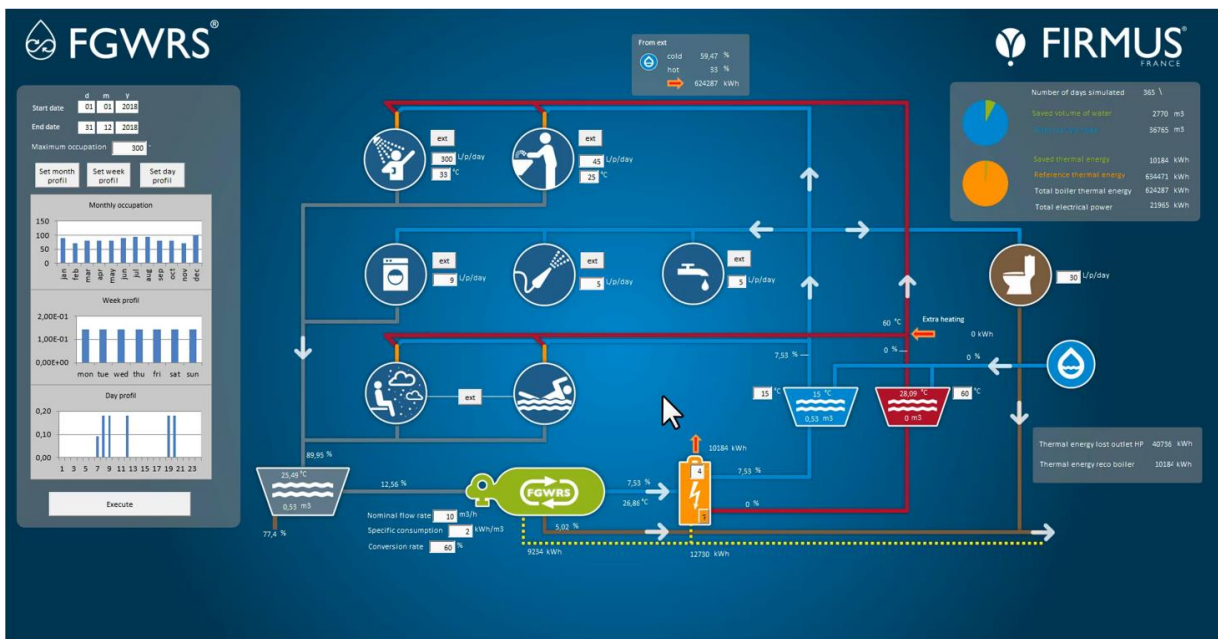 FGWRS®
FIRMUS®
FRANCE
d m y
Start date 01 01 2018
End date 31 12 2018
Maximum occupation 300
Set month profil
Set week profil
Set day profil
Monthly occupation
150
100
50
0
jan feb mar apr may jun jul aug sep oct nov dec
Week profil
2,00E-01
1,00E-01
0,00E+00
mon tue wed thu fri sat sun
Day profil
0,20
0,10
0,00
1 3 5 7 9 11 13 15 17 19 21 23
Execute
From ext
cold 59,47 %
hot 33 %
624287 kWh
Number of days simulated 365 \
Saved volume of water 2770 m3
36765 m3
Saved thermal energy 10184 kWh
Reference thermal energy 634471 kWh
Total boiler thermal energy 624287 kWh
Total electrical power 21965 kWh
ext
300 L/p/day
33 °C
ext
45 L/p/day
25 °C
9 L/p/day
ext
5 L/p/day
ext
5 L/p/day
30 L/p/day
ext
60 °C
Extra heating
0 kWh
7,53 %
0 %
0 %
15 °C
15 °C
0,53 m3
28,09 °C
0 m3
60 °C
89,95 %
25,49 °C
0,53 m3
77,4 %
12,56 %
FGWRS
7,53 %
26,86 °C
10184 kWh
4
7,53 %
0 %
5,02 %
Nominal flow rate 10 m3/h
Specific consumption 2 kWh/m3
Conversion rate 60 %
9234 kWh
12730 kWh
Thermal energy lost outlet HP 40736 kWh
Thermal energy reco boiler 10184 kWh